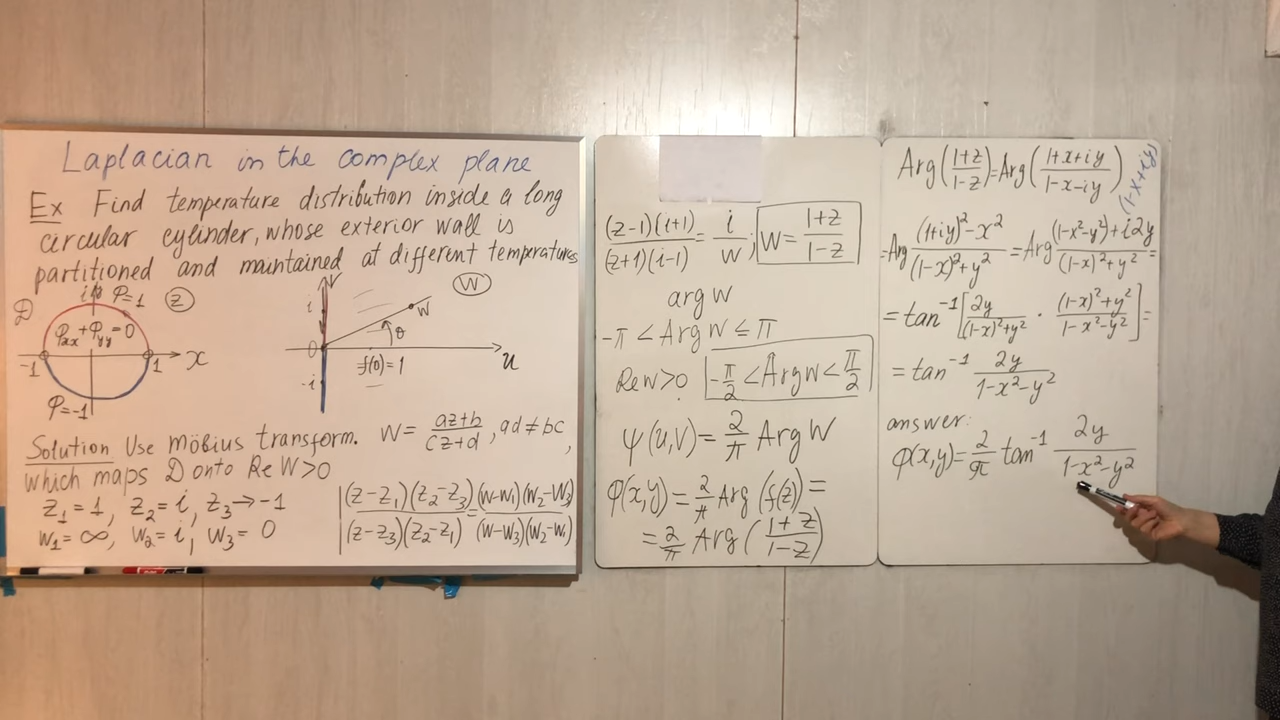 Laplacian in the complex plane
Ex Find temperature distribution inside a long
circular cylinder, whose exterior wall is
partitioned and maintained at different temperatures
D i φ=1 z
φxx+φyy=0
-1 1 x
φ=-1
v w
i w
θ
0 f(0)=1 u
-i
Solution Use möbius transform. W = (az+b)/(cz+d), ad≠bc,
which maps D onto Re W>0
z₁=1, z₂=i, z₃→-1
w₁=∞, w₂=i, w₃=0
(z-z₁)(z₂-z₃)/(z-z₃)(z₂-z₁) = (w-w₁)(w₂-w₃)/(w-w₃)(w₂-w₁)
(z-1)(i+1)/(z+1)(i-1) = i/w; W = (1+z)/(1-z)
arg w
-π < Arg w ≤ π
Re w>0 -π/2 < Arg w < π/2
ψ(u,v) = 2/π Arg W
φ(x,y) = 2/π Arg (f(z)) =
= 2/π Arg ((1+z)/(1-z))
Arg((1+z)/(1-z)) = Arg((1+x+iy)/(1-x-iy)) (1-x+iy)
= Arg ((1+iy)²-x²)/((1-x)²+y²) = Arg ((1-x²-y²)+i2y)/((1-x)²+y²) =
= tan⁻¹[2y/((1-x)²+y²) · ((1-x)²+y²)/(1-x²-y²)] =
= tan⁻¹ 2y/(1-x²-y²)
answer:
φ(x,y) = 2/π tan⁻¹ 2y/(1-x²-y²)